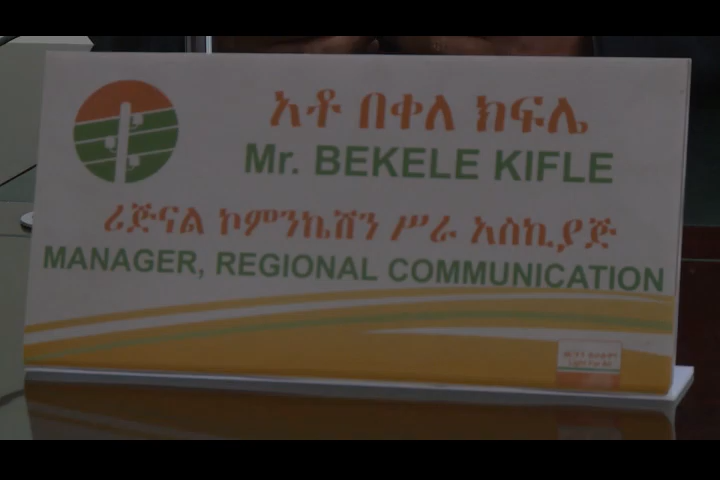 አቶ በቀለ ክፍሌ
Mr. BEKELE KIFLE
ሪጅናል ኮምንኬሽን ሥራ አስኪያጅ
MANAGER, REGIONAL COMMUNICATION